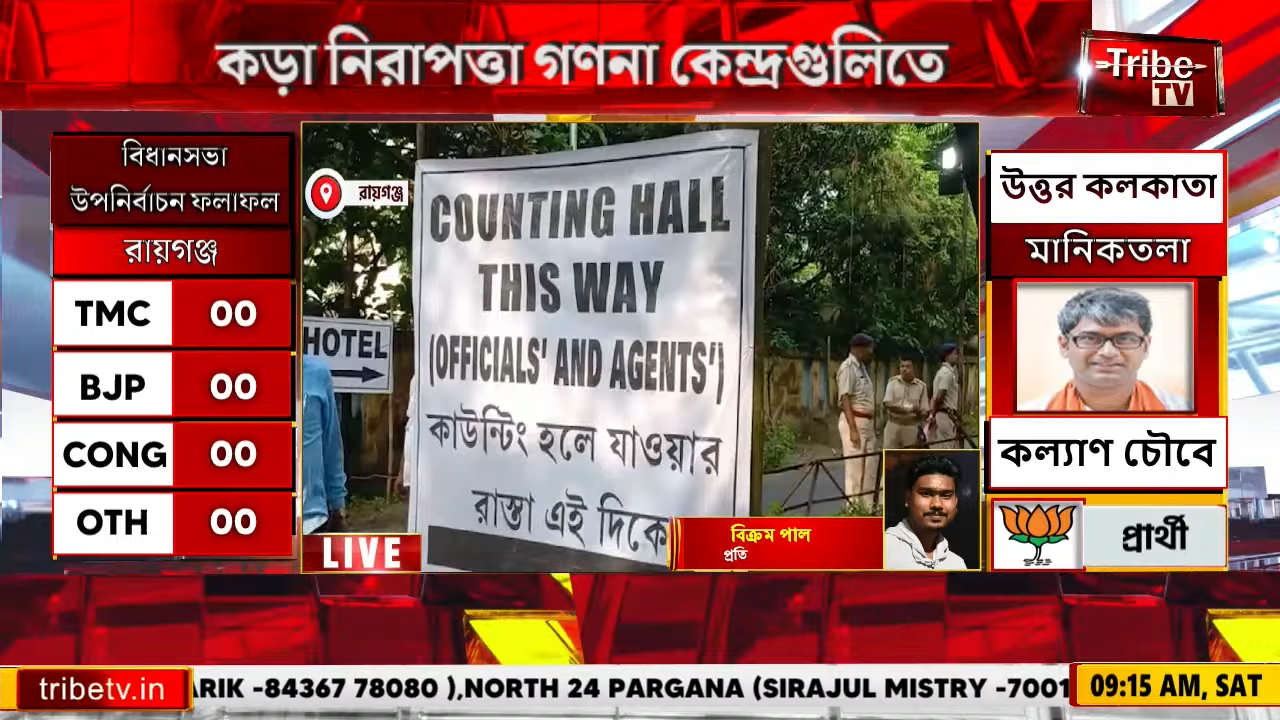 কড়া নিরাপত্তা গণনা কেন্দ্রগুলিতে
Tribe
TV
বিধানসভা
উপনির্বাচন ফলাফল
রায়গঞ্জ
TMC 00
BJP 00
CONG 00
OTH 00
রায়গঞ্জ
COUNTING HALL
THIS WAY
(OFFICIALS' AND AGENTS')
কাউন্টিং হলে যাওয়ার
রাস্তা এই দিকে
HOTEL
LIVE
বিক্রম পাল
প্রতি
উত্তর কলকাতা
মানিকতলা
কল্যাণ চৌবে
প্রার্থী
tribetv.in
ARIK -84367 78080 ),NORTH 24 PARGANA (SIRAJUL MISTRY -7001
09:15 AM, SAT